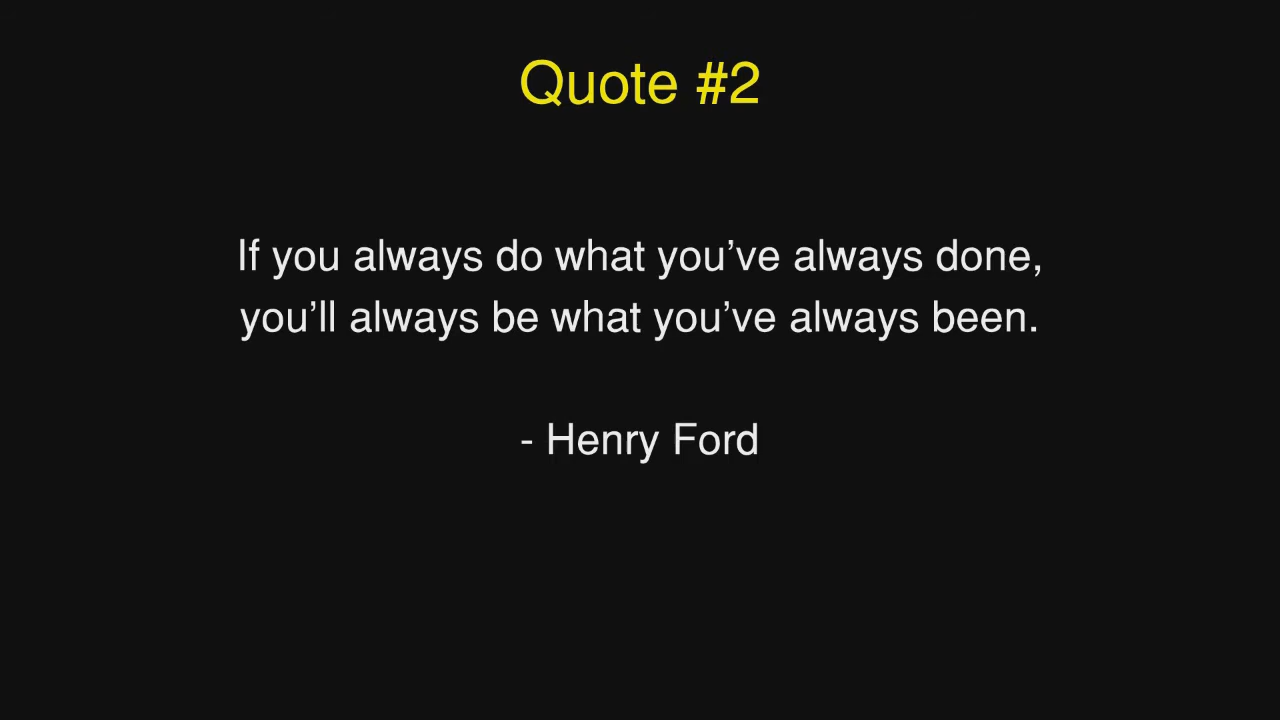 Quote #2
If you always do what you’ve always done,
you’ll always be what you’ve always been.
- Henry Ford